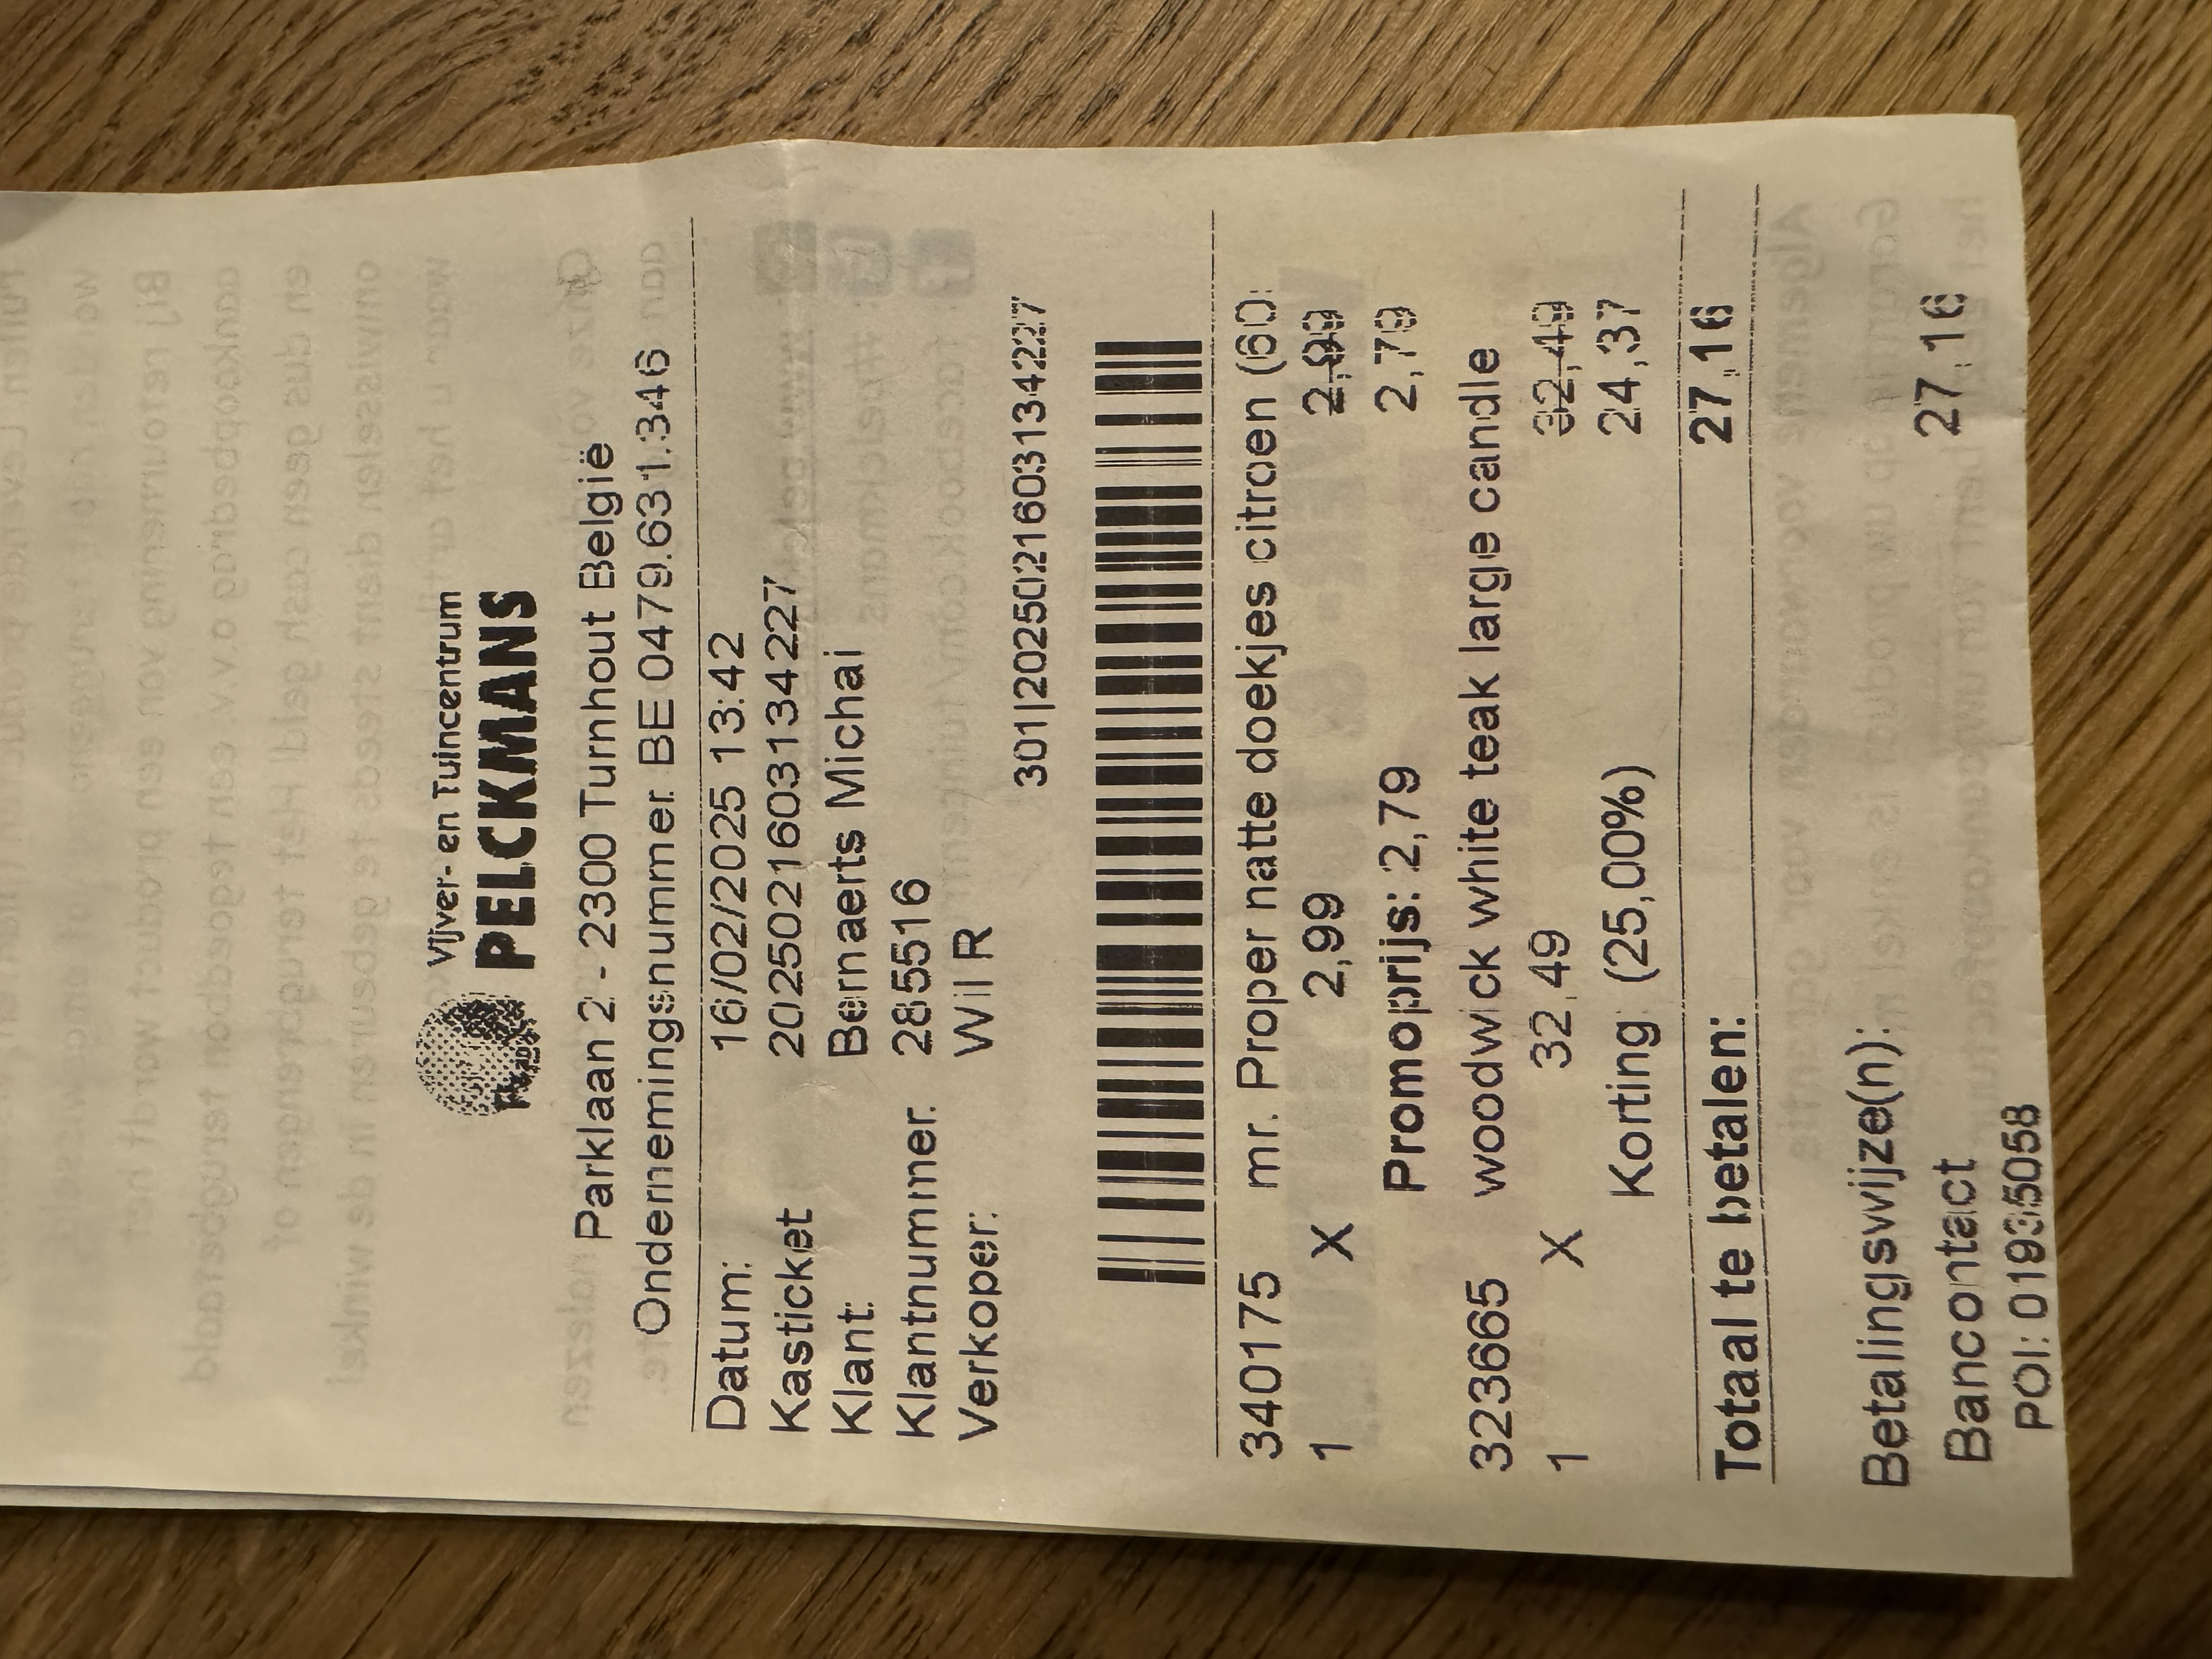 Vijver- en Tuincentrum
PELCKMANS
Parklaan 2 - 2300 Turnhout België
Ondernemingsnummer: BE 0479.631.346
Datum: 16/02/2025 13:42
Kasticket 2025021603134227
Klant: Bernaerts Michai
Klantnummer: 285516
Verkoper: Wil R
301|2025021603134227
340175 mr. Proper natte doekjes citroen (60:
1 X 2,99 2,99
Promoprijs: 2,79 2,79
323665 woodwick white teak large candle
1 X 32,49 32,49
Korting (25,00%) 24,37
Totaal te betalen: 27,16
Betalingswijze(n):
Bancontact 27,16
POI: 01935058